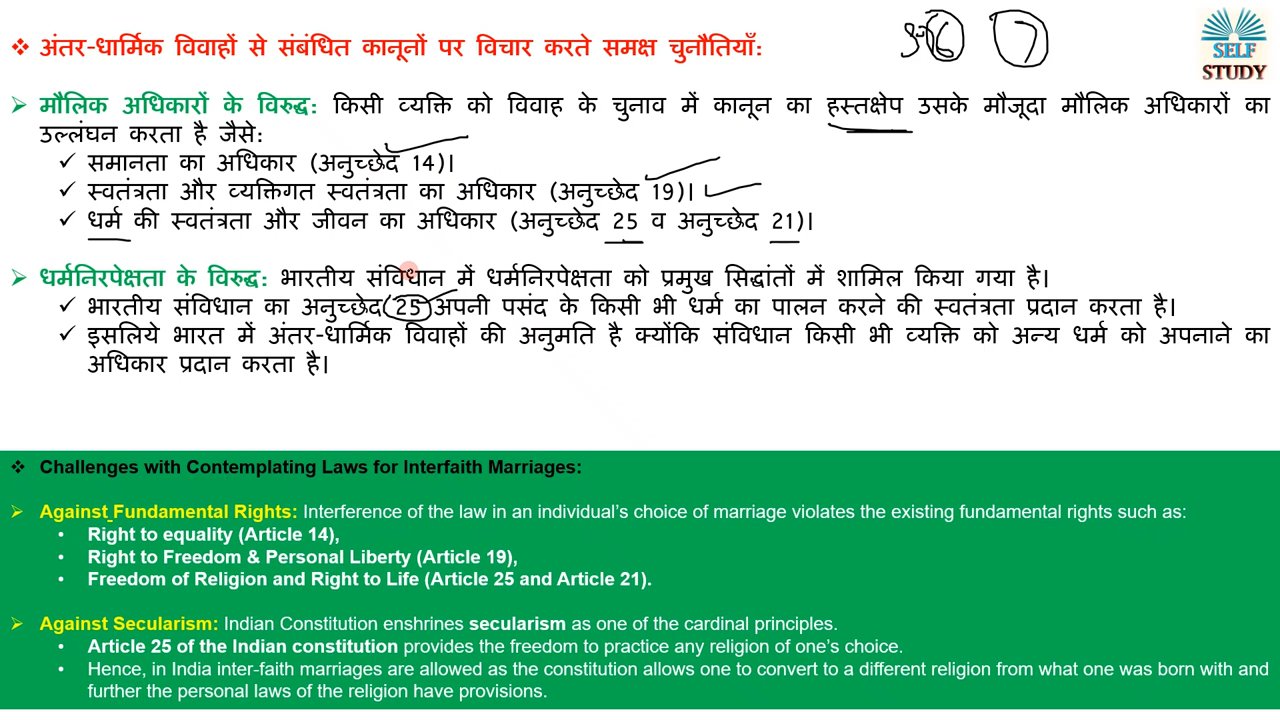 ❖ अंतर-धार्मिक विवाहों से संबंधित कानूनों पर विचार करते समक्ष चुनौतियाँ:
6 7
SELF
STUDY
➢ मौलिक अधिकारों के विरुद्ध: किसी व्यक्ति को विवाह के चुनाव में कानून का हस्तक्षेप उसके मौजूदा मौलिक अधिकारों का
उल्लंघन करता है जैसे:
✓ समानता का अधिकार (अनुच्छेद 14)।
✓ स्वतंत्रता और व्यक्तिगत स्वतंत्रता का अधिकार (अनुच्छेद 19)।
✓ धर्म की स्वतंत्रता और जीवन का अधिकार (अनुच्छेद 25 व अनुच्छेद 21)।
➢ धर्मनिरपेक्षता के विरुद्ध: भारतीय संविधान में धर्मनिरपेक्षता को प्रमुख सिद्धांतों में शामिल किया गया है।
✓ भारतीय संविधान का अनुच्छेद 25 अपनी पसंद के किसी भी धर्म का पालन करने की स्वतंत्रता प्रदान करता है।
✓ इसलिये भारत में अंतर-धार्मिक विवाहों की अनुमति है क्योंकि संविधान किसी भी व्यक्ति को अन्य धर्म को अपनाने का
अधिकार प्रदान करता है।
❖ Challenges with Contemplating Laws for Interfaith Marriages:
➢ Against Fundamental Rights: Interference of the law in an individual’s choice of marriage violates the existing fundamental rights such as:
• Right to equality (Article 14),
• Right to Freedom & Personal Liberty (Article 19),
• Freedom of Religion and Right to Life (Article 25 and Article 21).
➢ Against Secularism: Indian Constitution enshrines secularism as one of the cardinal principles.
• Article 25 of the Indian constitution provides the freedom to practice any religion of one’s choice.
• Hence, in India inter-faith marriages are allowed as the constitution allows one to convert to a different religion from what one was born with and
further the personal laws of the religion have provisions.